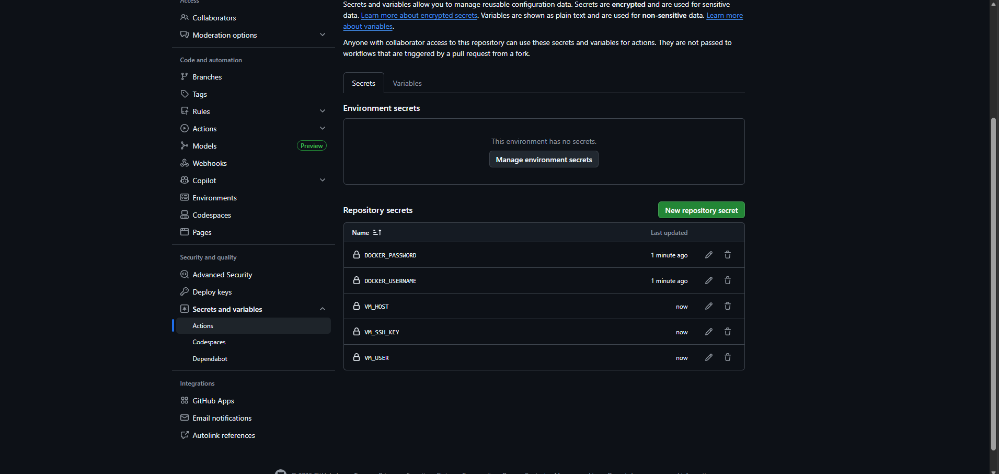 Access
Collaborators
Moderation options
Code and automation
Branches
Tags
Rules
Actions
Models
Preview
Webhooks
Copilot
Environments
Codespaces
Pages
Security and quality
Advanced Security
Deploy keys
Secrets and variables
Actions
Codespaces
Dependabot
Integrations
GitHub Apps
Email notifications
Autolink references
Secrets and variables allow you to manage reusable configuration data. Secrets are encrypted and are used for sensitive
data. Learn more about encrypted secrets. Variables are shown as plain text and are used for non-sensitive data. Learn more
about variables.
Anyone with collaborator access to this repository can use these secrets and variables for actions. They are not passed to
workflows that are triggered by a pull request from a fork.
Secrets Variables
Environment secrets
This environment has no secrets.
Manage environment secrets
Repository secrets
New repository secret
Name Last updated
DOCKER_PASSWORD 1 minute ago
DOCKER_USERNAME 1 minute ago
VM_HOST now
VM_SSH_KEY now
VM_USER now